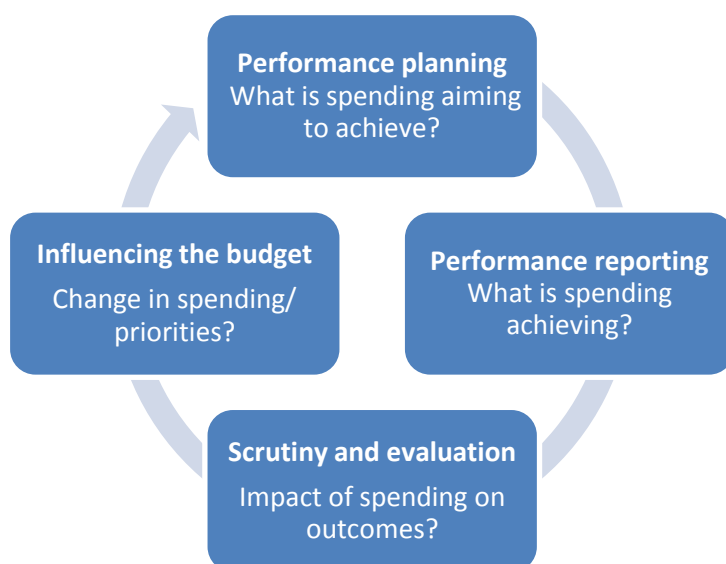 Performance planning
What is spending aiming
to achieve?
Influencing the budget
Change in spending/
priorities?
Performance reporting
What is spending
achieving?
Scrutiny and evaluation
Impact of spending on
outcomes?